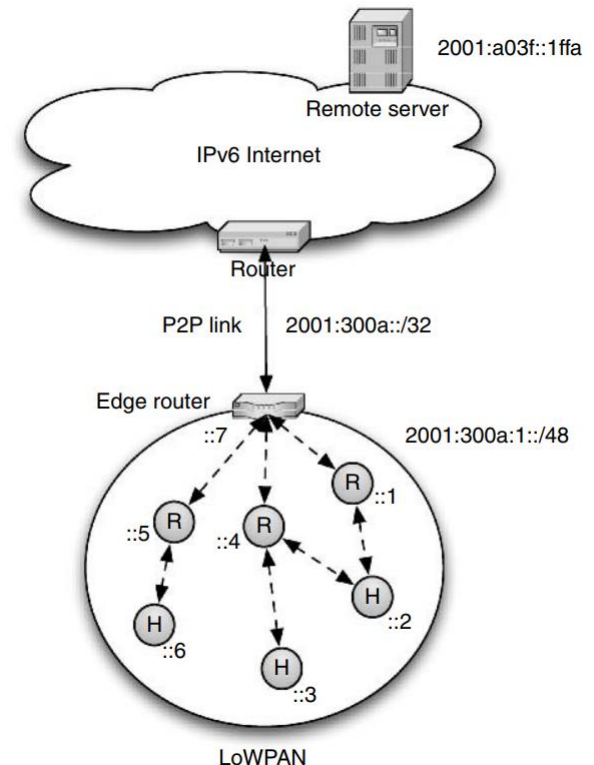 2001:a03f::1ffa
Remote server
IPv6 Internet
Router
P2P link 2001:300a::/32
Edge router
::7
2001:300a:1::/48
R
::1
R
::5
R
::4
H
::2
H
::6
H
::3
LoWPAN